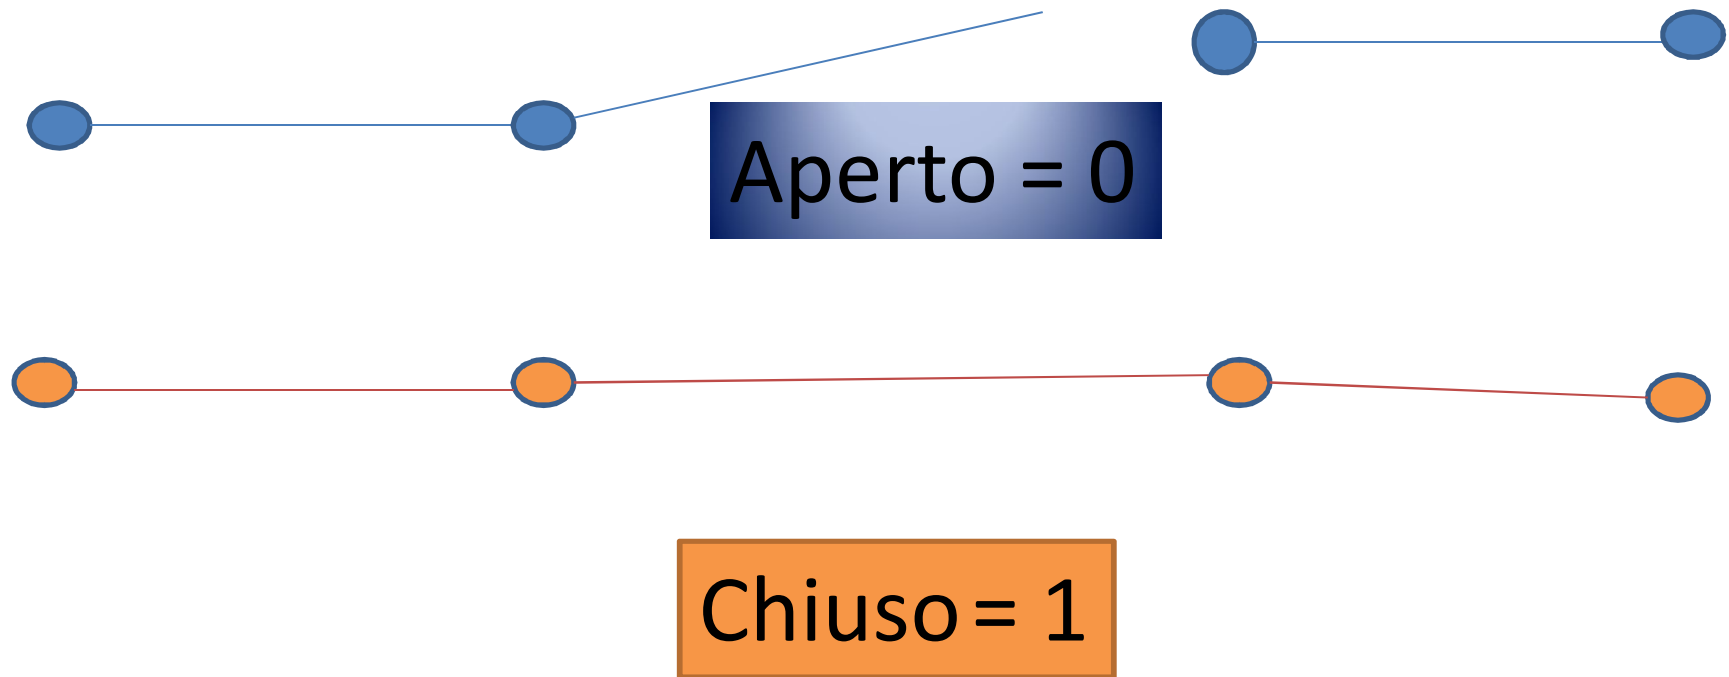 Aperto = 0
Chiuso = 1